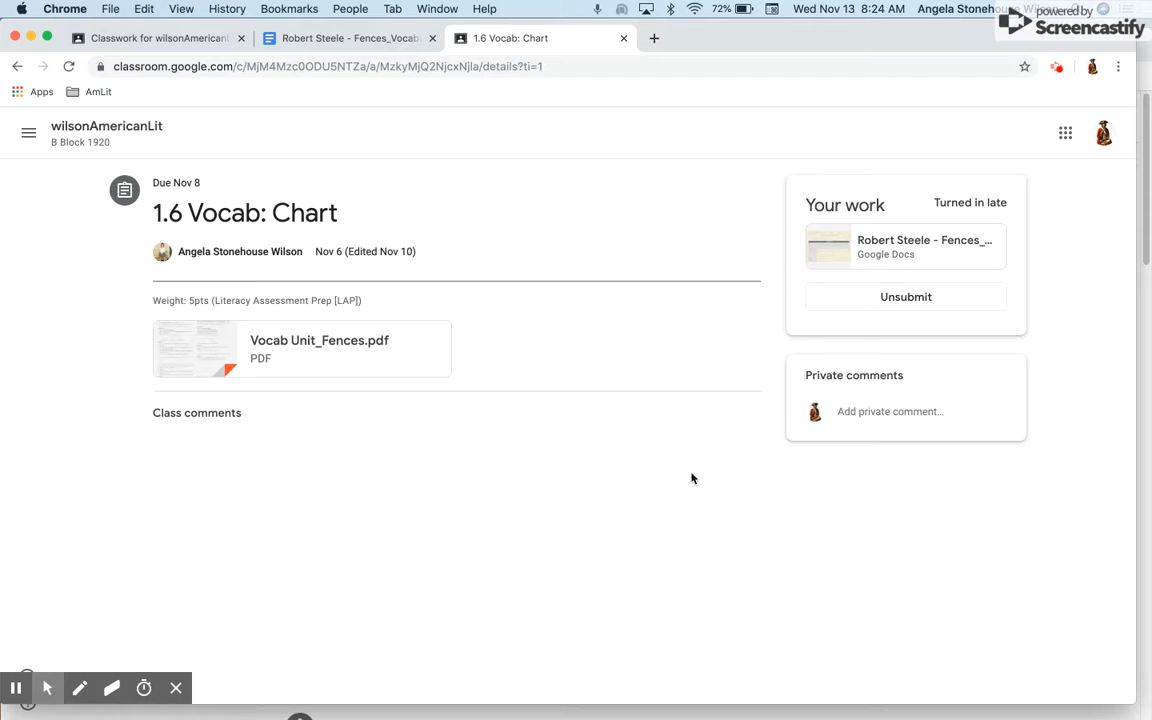 Chrome File Edit View History Bookmarks People Tab Window Help 72% Wed Nov 13 8:24 AM Angela Stonehouse
powered by
Screencastify
Classwork for wilsonAmericanL
Robert Steele - Fences_Vocab
1.6 Vocab: Chart
classroom.google.com/c/MjM4Mzc0ODU5NTZa/a/MzkyMjQ2NjcxNjla/details?ti=1
Apps AmLit
wilsonAmericanLit
B Block 1920
Due Nov 8
1.6 Vocab: Chart
Angela Stonehouse Wilson Nov 6 (Edited Nov 10)
Weight: 5pts (Literacy Assessment Prep [LAP])
Vocab Unit_Fences.pdf
PDF
Class comments
Your work Turned in late
Robert Steele - Fences_...
Google Docs
Unsubmit
Private comments
Add private comment...